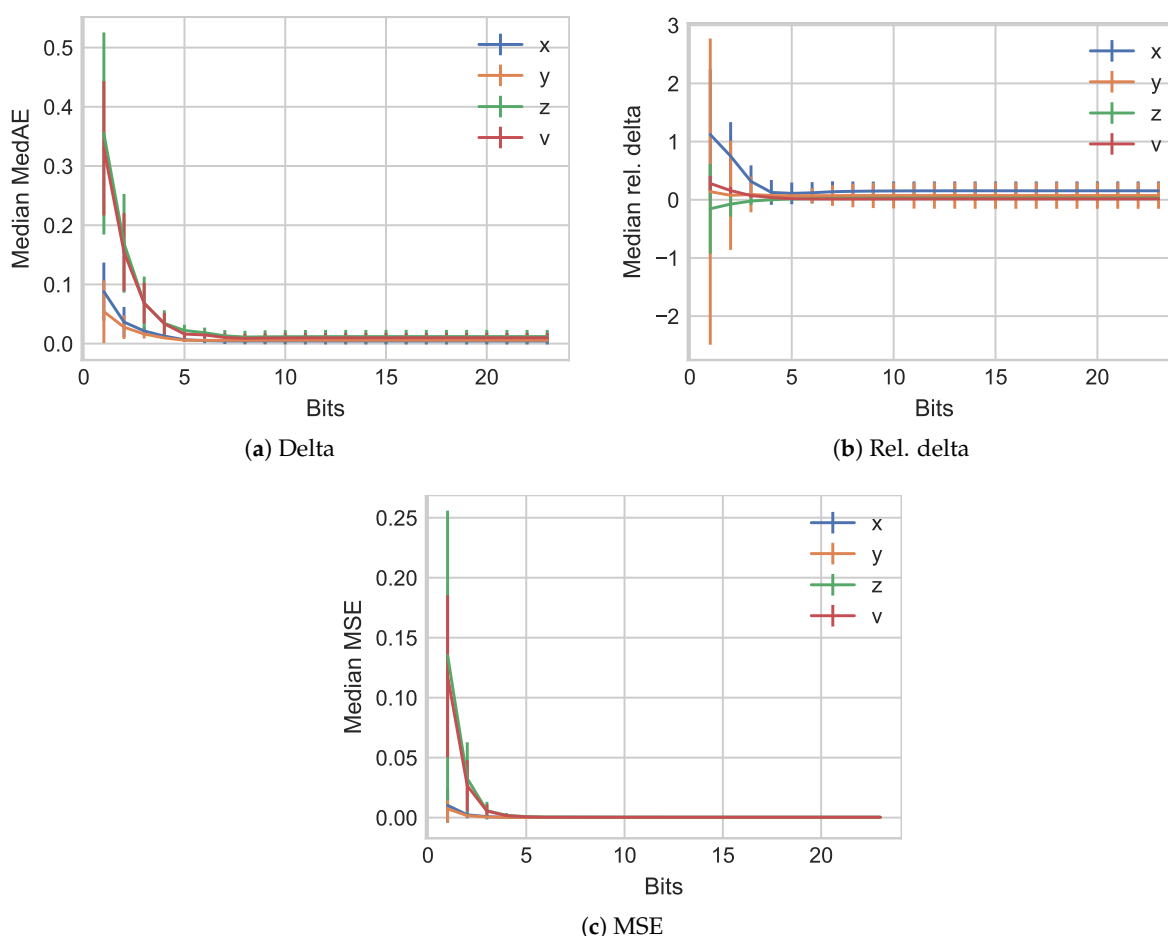 Median MedAE
0.5
0.4
0.3
0.2
0.1
0.0
x
y
z
v
0 5 10 15 20
Bits
(a) Delta
Median rel. delta
3
2
1
0
−1
−2
x
y
z
v
0 5 10 15 20
Bits
(b) Rel. delta
Median MSE
0.25
0.20
0.15
0.10
0.05
0.00
x
y
z
v
0 5 10 15 20
Bits
(c) MSE